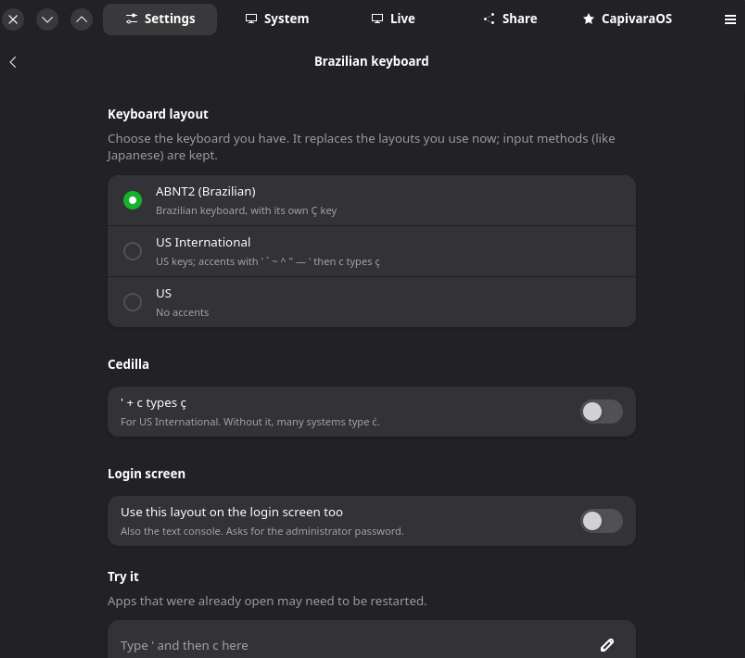 Settings
System
Live
Share
CapivaraOS
Brazilian keyboard
Keyboard layout
Choose the keyboard you have. It replaces the layouts you use now; input methods (like
Japanese) are kept.
ABNT2 (Brazilian)
Brazilian keyboard, with its own Ç key
US International
US keys; accents with ' ` ~ ^ " — ' then c types ç
US
No accents
Cedilla
' + c types ç
For US International. Without it, many systems type ć.
Login screen
Use this layout on the login screen too
Also the text console. Asks for the administrator password.
Try it
Apps that were already open may need to be restarted.
Type ' and then c here